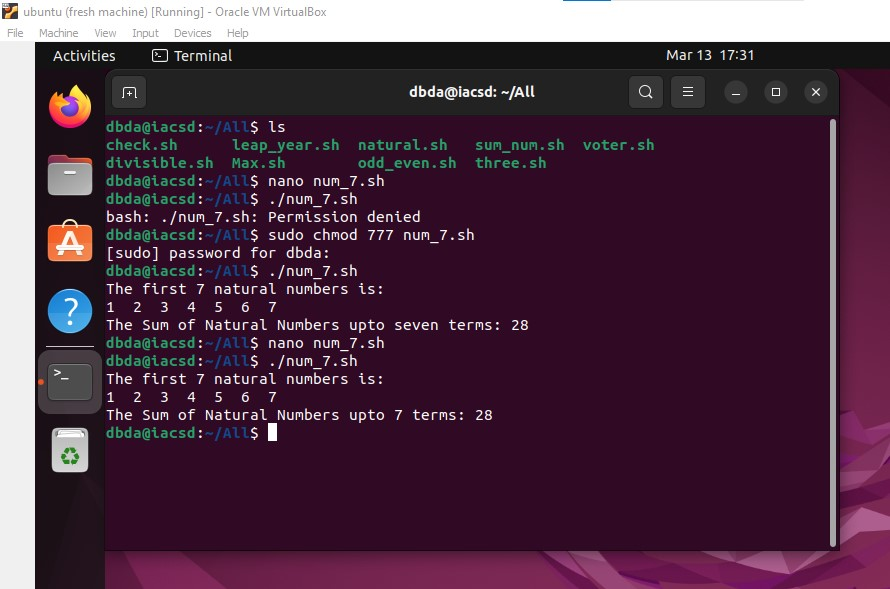 ubuntu (fresh machine) [Running] - Oracle VM VirtualBox
File Machine View Input Devices Help
Activities Terminal Mar 13 17:31
dbda@iacsd: ~/All
dbda@iacsd:~/All$ ls
check.sh leap_year.sh natural.sh sum_num.sh voter.sh
divisible.sh Max.sh odd_even.sh three.sh
dbda@iacsd:~/All$ nano num_7.sh
dbda@iacsd:~/All$ ./num_7.sh
bash: ./num_7.sh: Permission denied
dbda@iacsd:~/All$ sudo chmod 777 num_7.sh
[sudo] password for dbda:
dbda@iacsd:~/All$ ./num_7.sh
The first 7 natural numbers is:
1 2 3 4 5 6 7
The Sum of Natural Numbers upto seven terms: 28
dbda@iacsd:~/All$ nano num_7.sh
dbda@iacsd:~/All$ ./num_7.sh
The first 7 natural numbers is:
1 2 3 4 5 6 7
The Sum of Natural Numbers upto 7 terms: 28
dbda@iacsd:~/All$